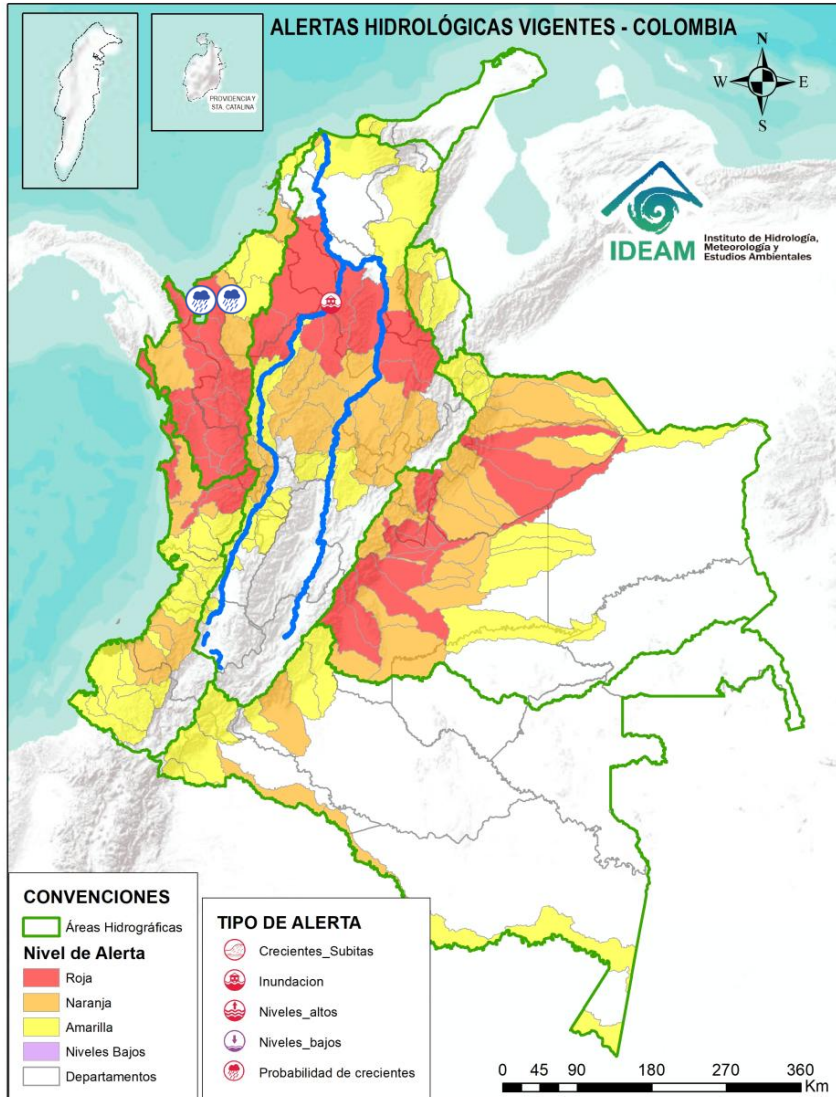 ALERTAS HIDROLÓGICAS VIGENTES - COLOMBIA
PROVIDENCIA Y
STA. CATALINA
N
W
E
S
IDEAM
Instituto de Hidrología,
Meteorología y
Estudios Ambientales
CONVENCIONES
Áreas Hidrográficas
Nivel de Alerta
Roja
Naranja
Amarilla
Niveles Bajos
Departamentos
TIPO DE ALERTA
Crecientes_Subitas
Inundacion
Niveles_altos
Niveles_bajos
Probabilidad de crecientes
0 45 90 180 270 360
Km